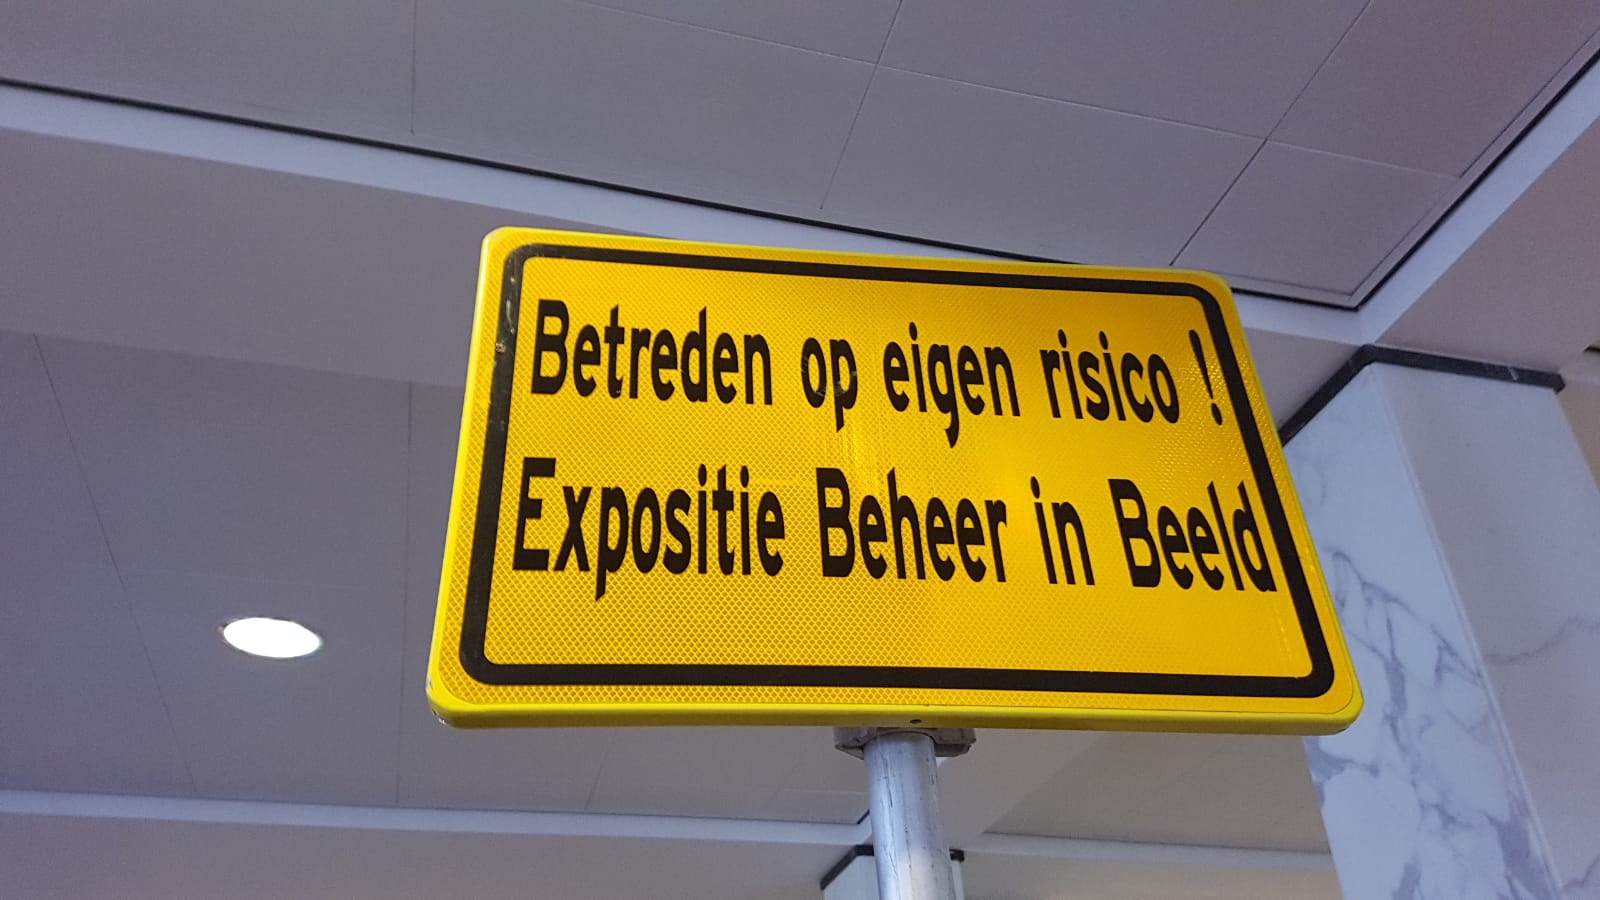 Betreden op eigen risico !
Expositie Beheer in Beeld